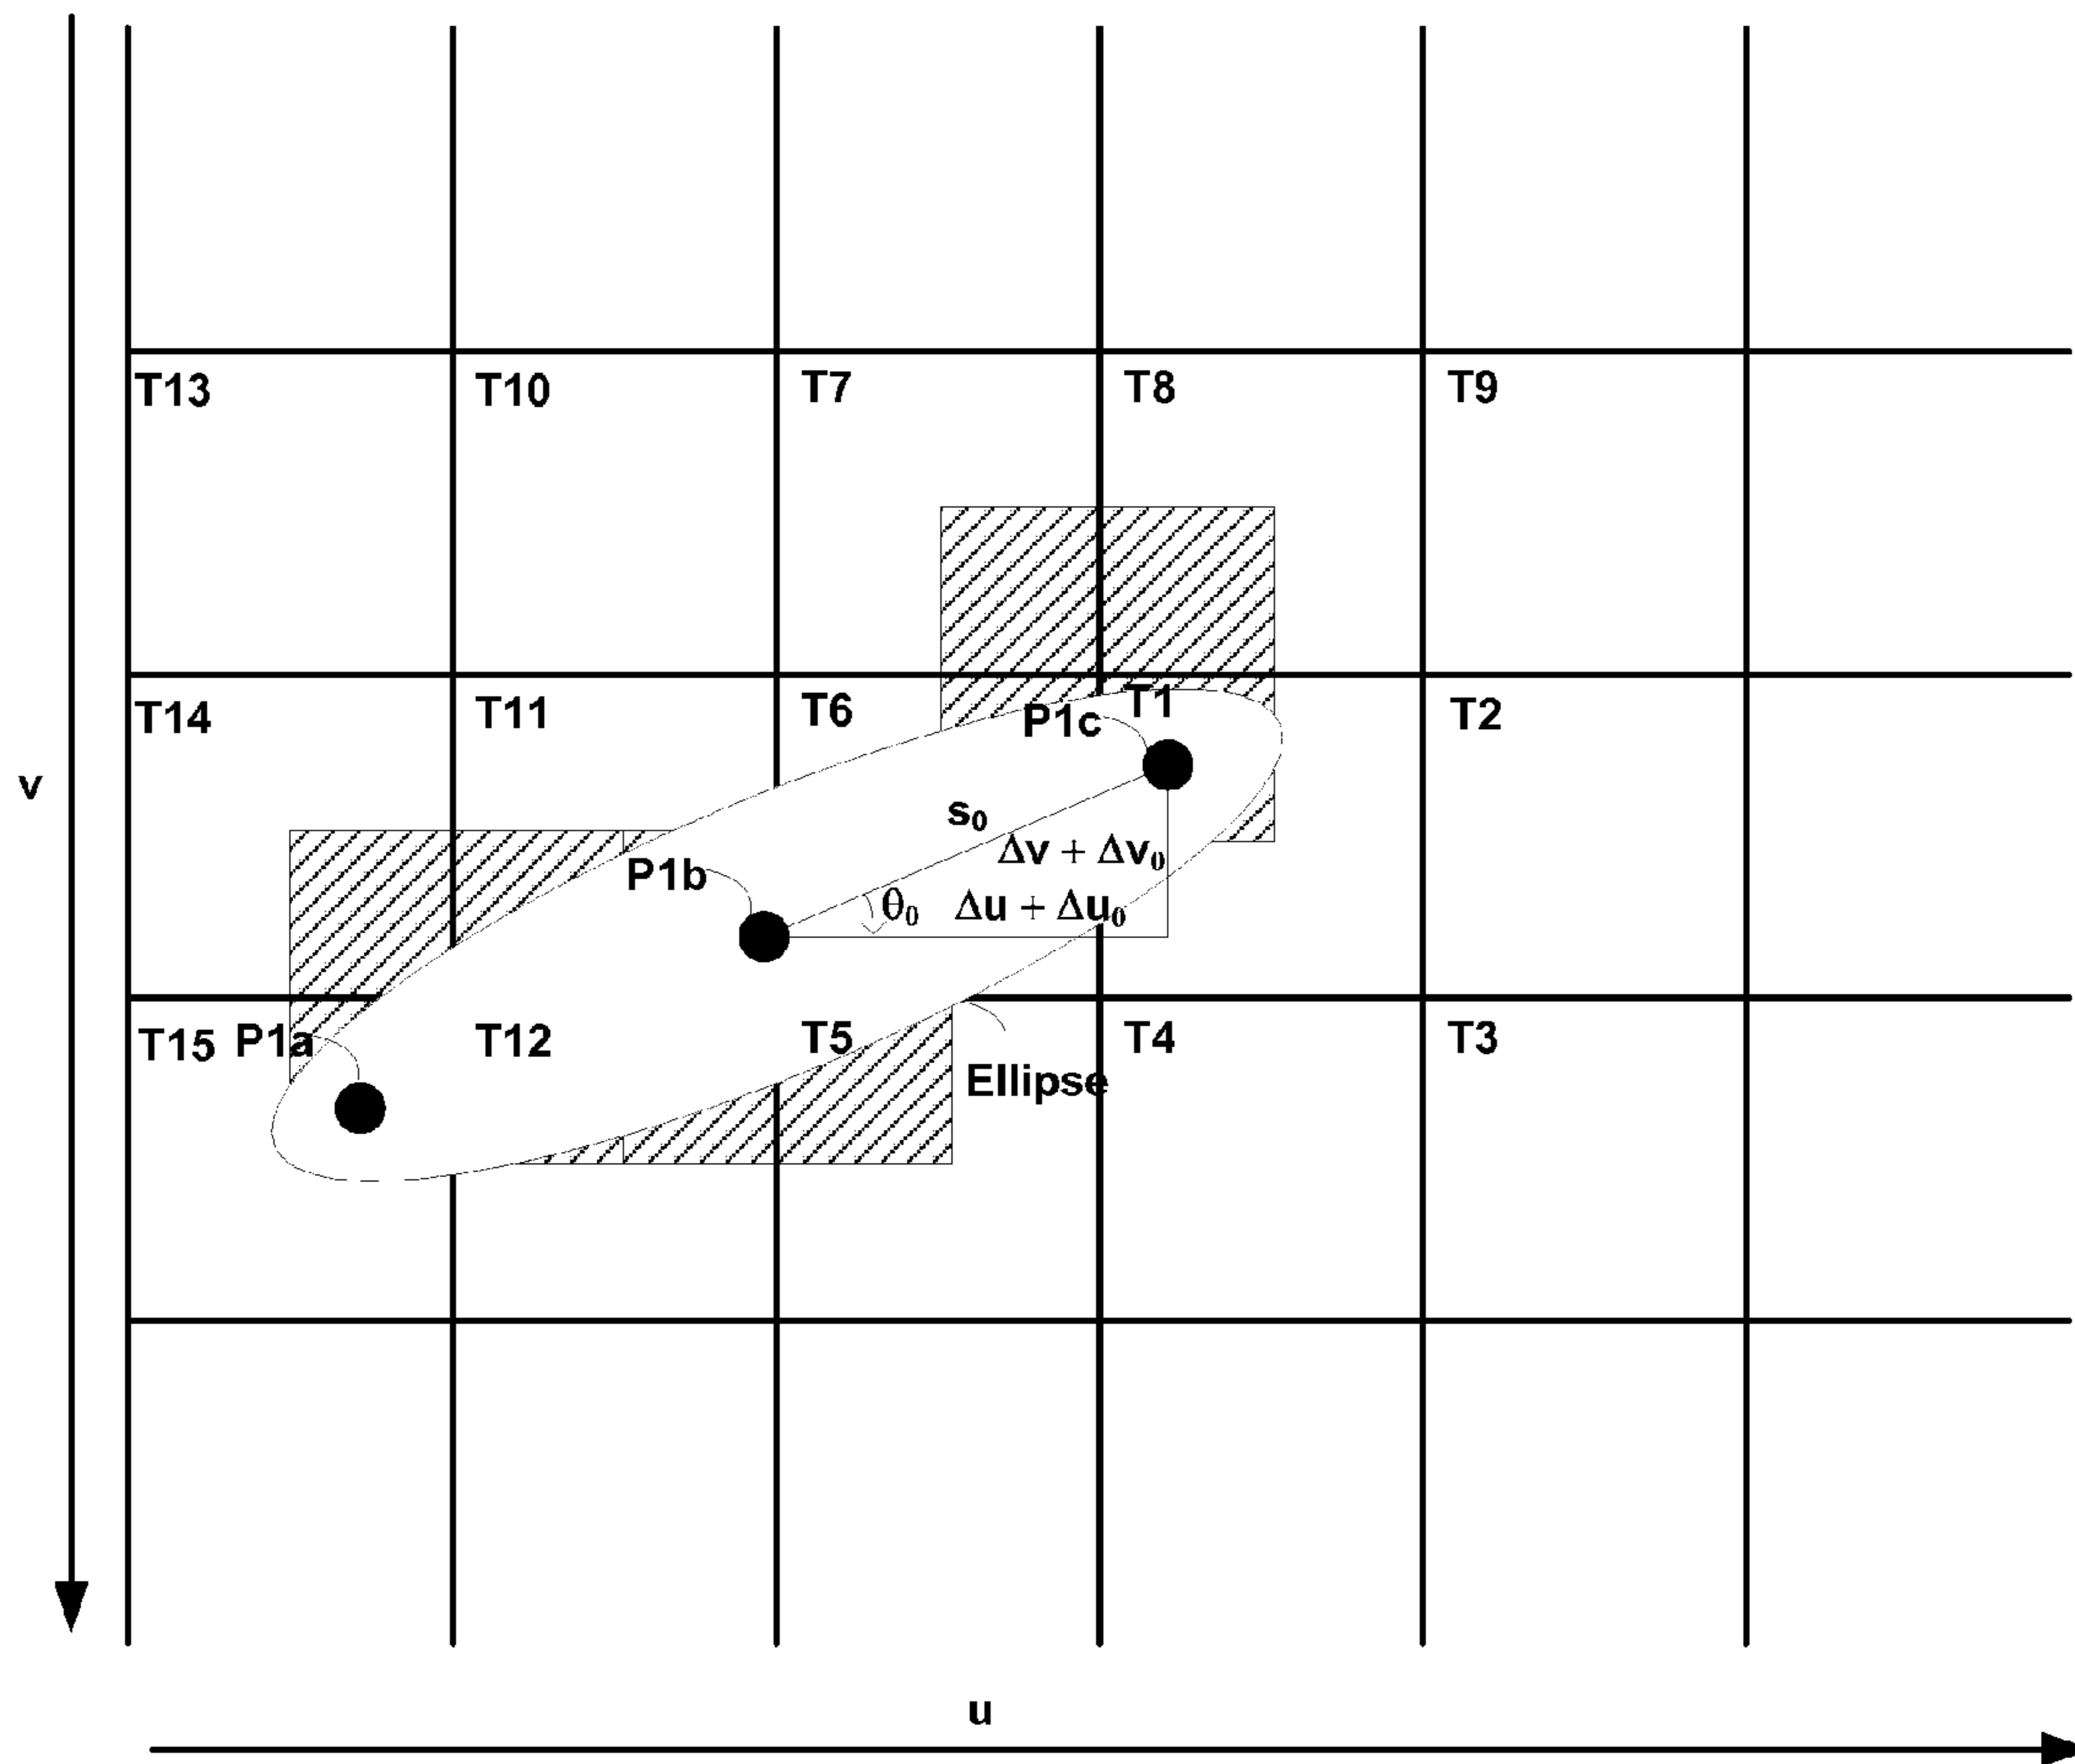 T13 T10 T7 T8 T9
T14 T11 T6 T1 T2
P1c
v
s₀
Δv + Δv₀
P1b
θ₀ Δu + Δu₀
T15 P1a T12 T5 T4 T3
Ellipse
u